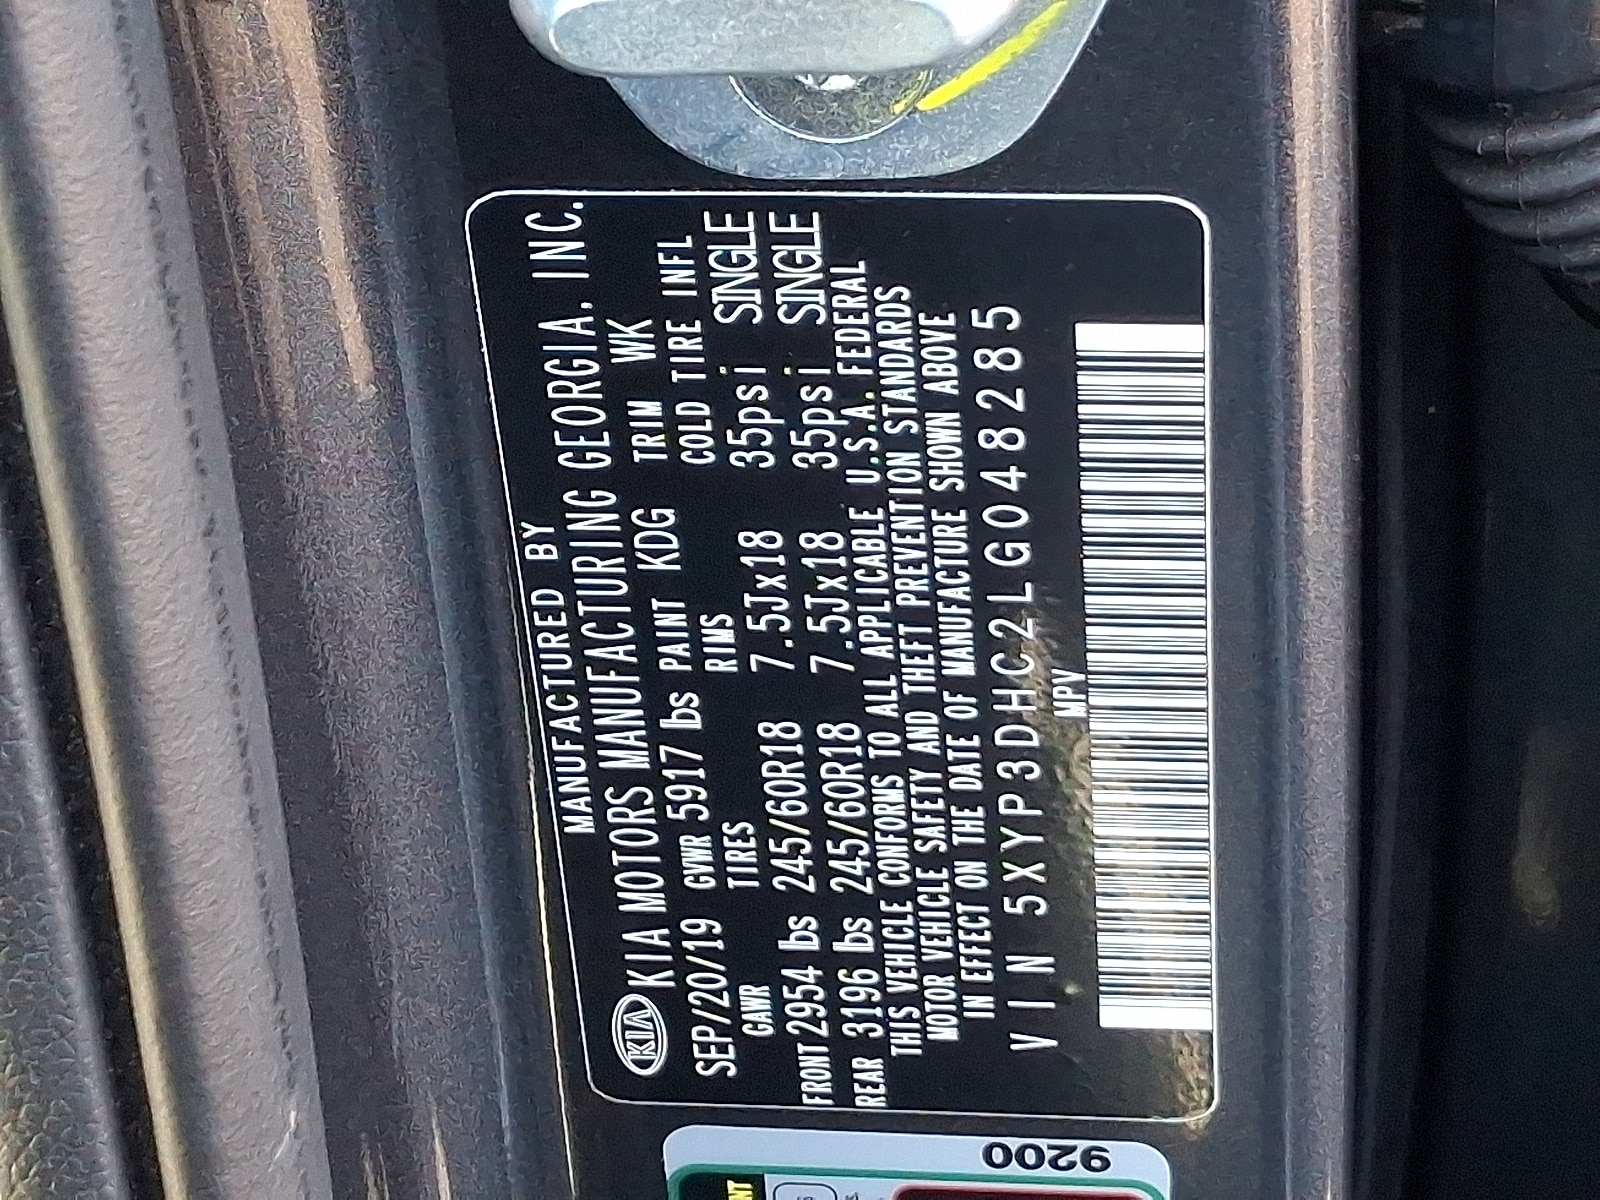 MANUFACTURED BY
KIA KIA MOTORS MANUFACTURING GEORGIA, INC.
SEP/20/19 GVWR 5917 lbs PAINT KDG TRIM WK
GAWR TIRES RIMS COLD TIRE INFL
FRONT 2954 lbs 245/60R18 7.5Jx18 35psi SINGLE
REAR 3196 lbs 245/60R18 7.5Jx18 35psi SINGLE
THIS VEHICLE CONFORMS TO ALL APPLICABLE U.S.A. FEDERAL
MOTOR VEHICLE SAFETY AND THEFT PREVENTION STANDARDS
IN EFFECT ON THE DATE OF MANUFACTURE SHOWN ABOVE
VIN 5XYP3DHC2LG048285
MPV
9200